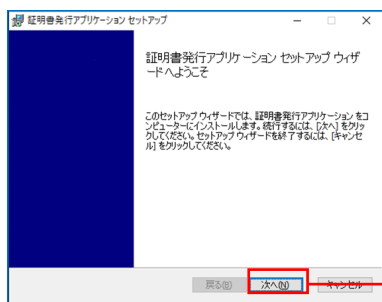 証明書発行アプリケーション セットアップ
証明書発行アプリケーション セットアップ ウィザ
ードへようこそ
このセットアップ ウィザードでは、証明書発行アプリケーション をコ
ンピューターにインストールします。続行するには、[次へ] をクリッ
クしてください。セットアップ ウィザードを終了するには、[キャンセ
ル] をクリックしてください。
戻る(B) 次へ(N) キャンセル